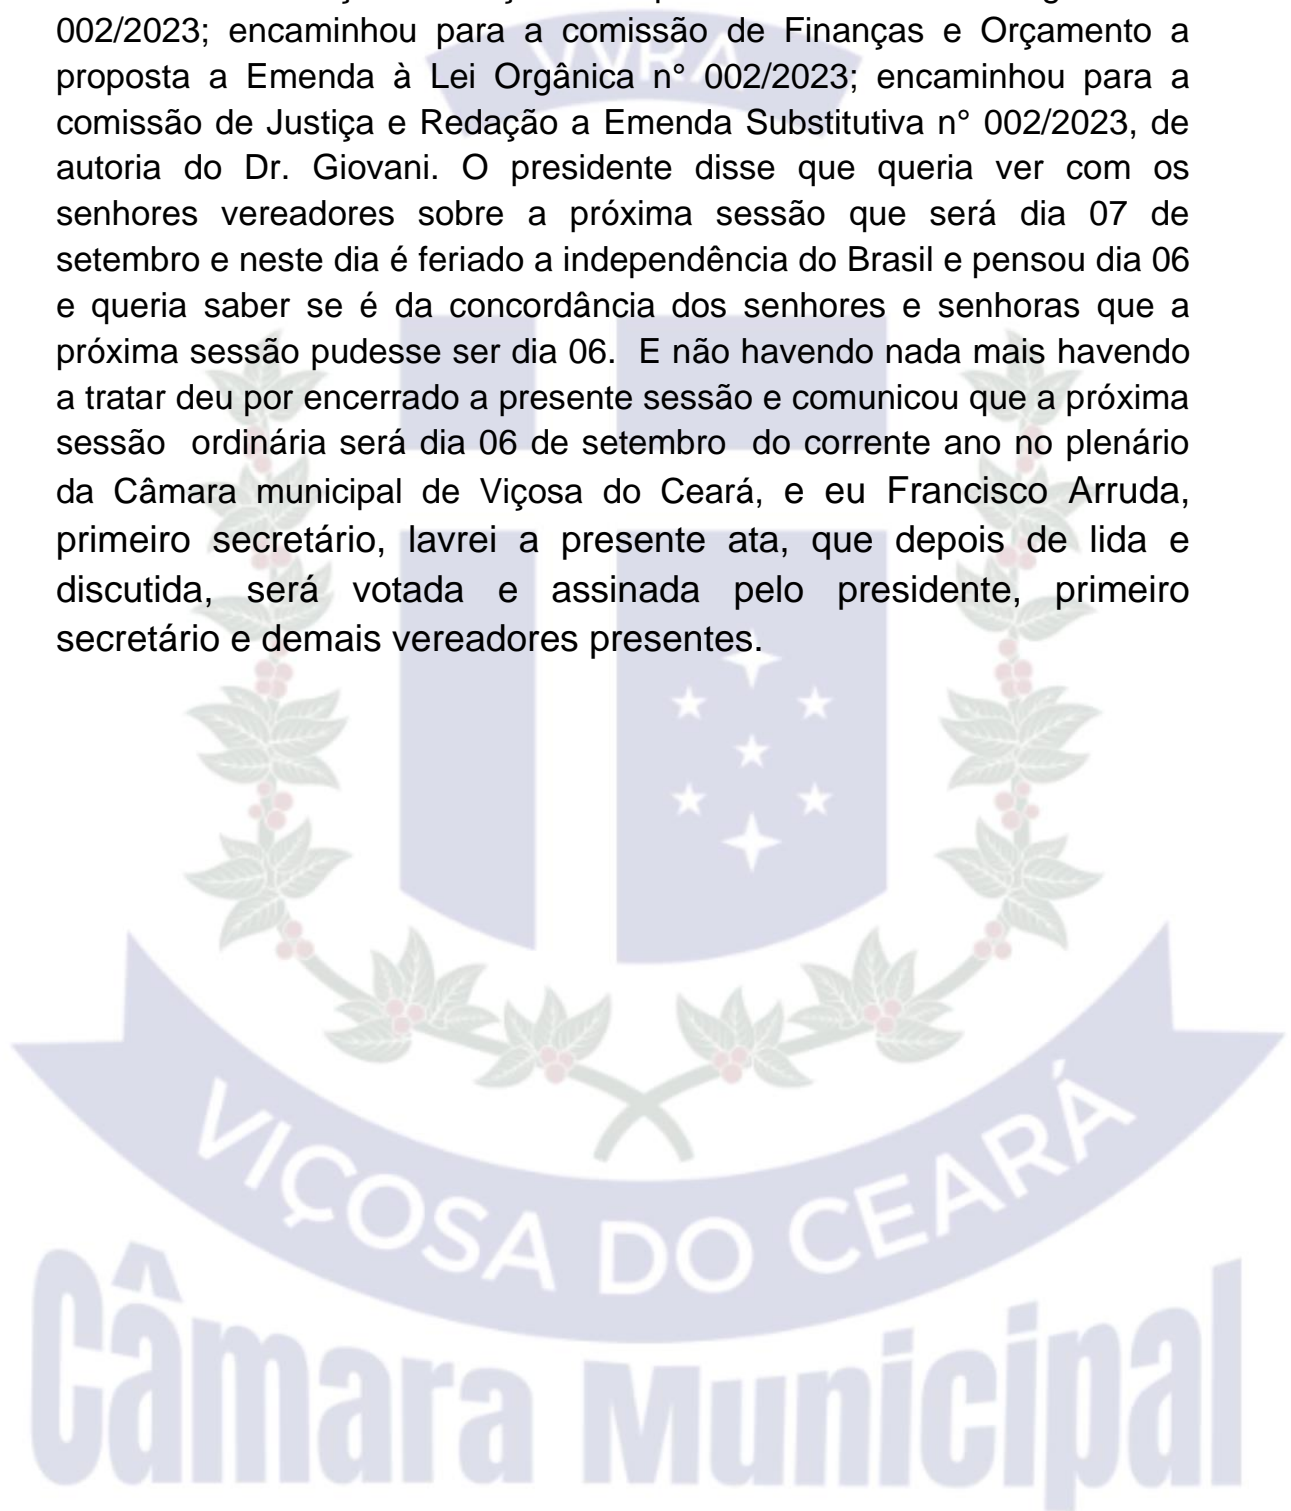 002/2023; encaminhou para a comissão de Finanças e Orçamento a
proposta a Emenda à Lei Orgânica n° 002/2023; encaminhou para a
comissão de Justiça e Redação a Emenda Substitutiva n° 002/2023, de
autoria do Dr. Giovani. O presidente disse que queria ver com os
senhores vereadores sobre a próxima sessão que será dia 07 de
setembro e neste dia é feriado a independência do Brasil e pensou dia 06
e queria saber se é da concordância dos senhores e senhoras que a
próxima sessão pudesse ser dia 06.  E não havendo nada mais havendo
a tratar deu por encerrado a presente sessão e comunicou que a próxima
sessão  ordinária será dia 06 de setembro  do corrente ano no plenário
da Câmara municipal de Viçosa do Ceará, e eu Francisco Arruda,
primeiro secretário, lavrei a presente ata, que depois de lida e
discutida, será votada e assinada pelo presidente, primeiro
secretário e demais vereadores presentes.
VIÇOSA DO CEARÁ
Câmara Municipal